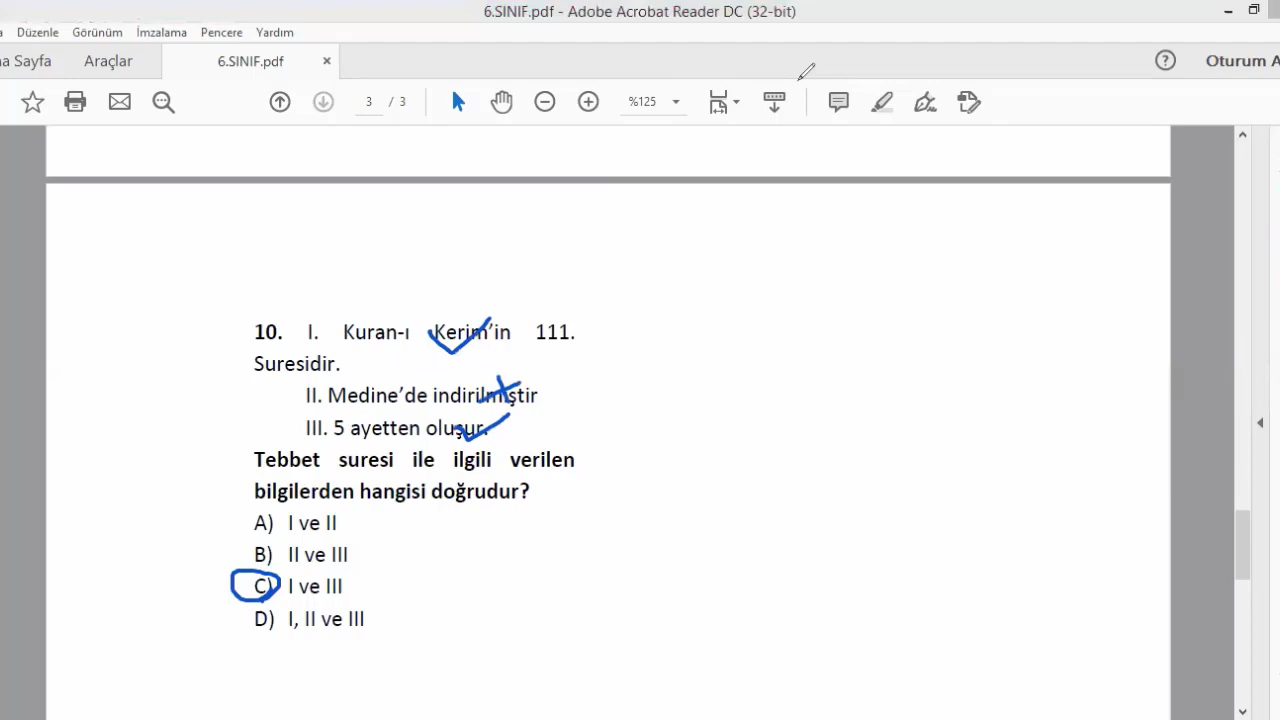 6.SINIF.pdf - Adobe Acrobat Reader DC (32-bit)
Düzenle Görünüm İmzalama Pencere Yardım
Sayfa Araçlar 6.SINIF.pdf ×
? Oturum A
3 / 3 %125
10. I. Kuran-ı Kerim’in 111.
Suresidir.
II. Medine’de indirilmiştir
III. 5 ayetten oluşur.
Tebbet suresi ile ilgili verilen
bilgilerden hangisi doğrudur?
A) I ve II
B) II ve III
C) I ve III
D) I, II ve III